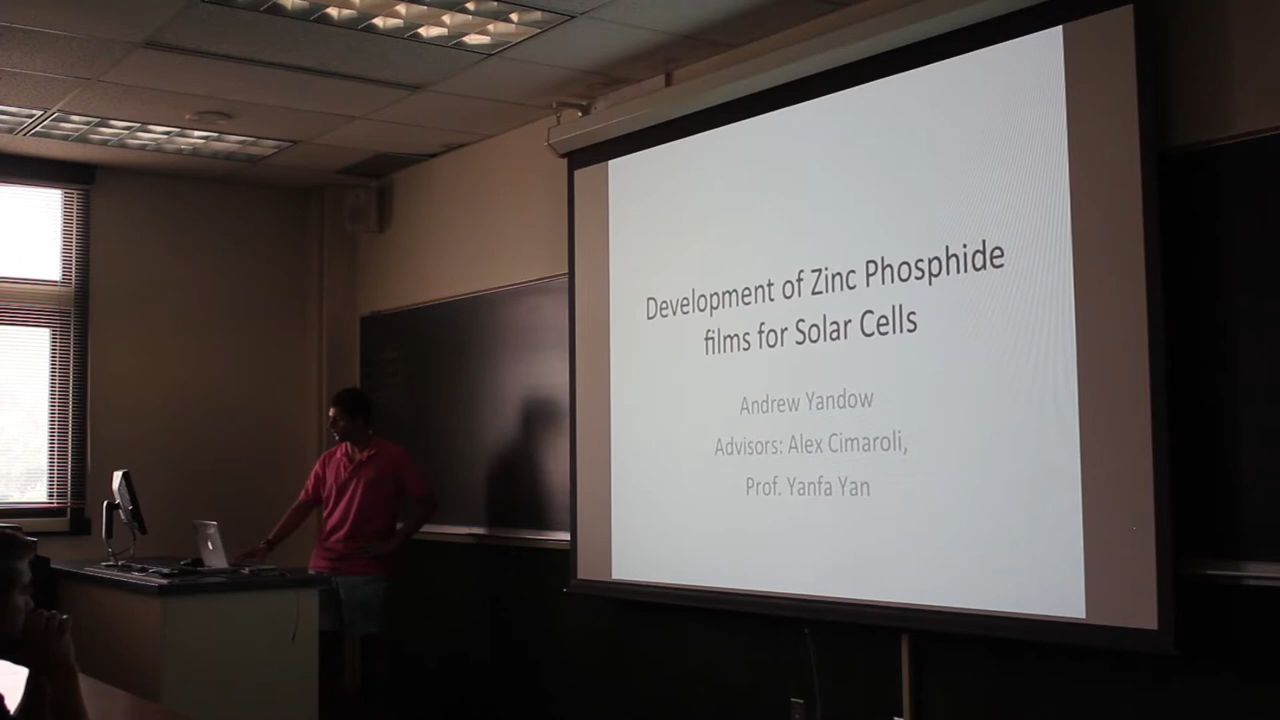 Development of Zinc Phosphide
films for Solar Cells
Andrew Yandow
Advisors: Alex Cimaroli,
Prof. Yanfa Yan